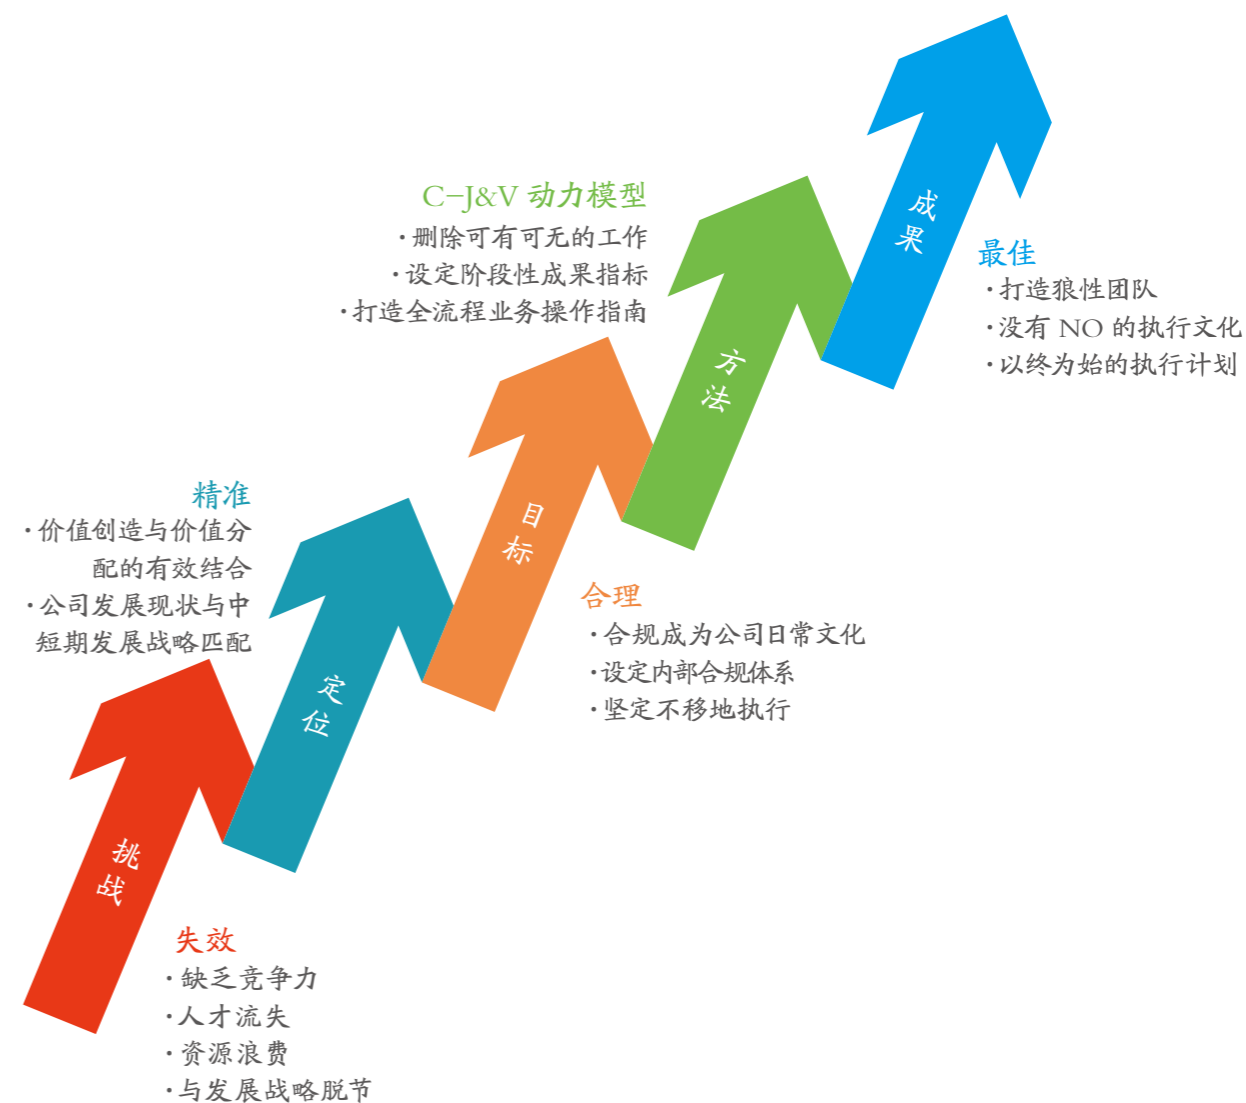 成
果
最佳
·打造狼性团队
·没有 NO 的执行文化
·以终为始的执行计划
C-J&V 动力模型
·删除可有可无的工作
·设定阶段性成果指标
·打造全流程业务操作指南
方
法
目
标
合理
·合规成为公司日常文化
·设定内部合规体系
·坚定不移地执行
精准
·价值创造与价值分
配的有效结合
·公司发展现状与中
短期发展战略匹配
定
位
挑
战
失效
·缺乏竞争力
·人才流失
·资源浪费
·与发展战略脱节